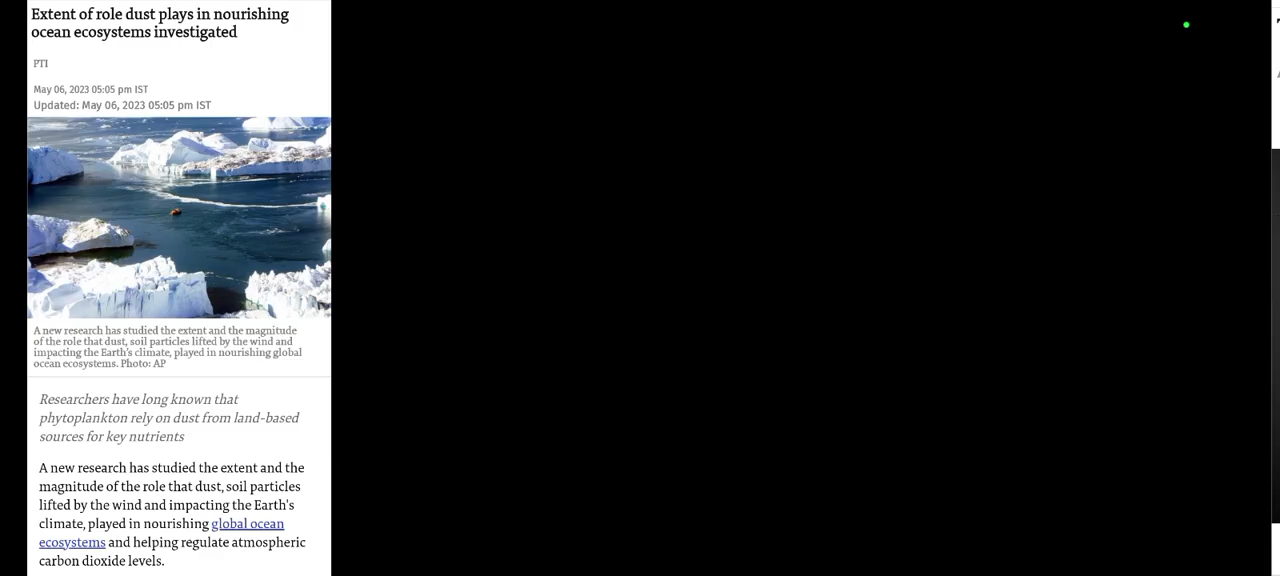 Extent of role dust plays in nourishing
ocean ecosystems investigated
PTI
May 06, 2023 05:05 pm IST
Updated: May 06, 2023 05:05 pm IST
A new research has studied the extent and the magnitude
of the role that dust, soil particles lifted by the wind and
impacting the Earth's climate, played in nourishing global
ocean ecosystems. Photo: AP
Researchers have long known that
phytoplankton rely on dust from land-based
sources for key nutrients
A new research has studied the extent and the
magnitude of the role that dust, soil particles
lifted by the wind and impacting the Earth's
climate, played in nourishing global ocean
ecosystems and helping regulate atmospheric
carbon dioxide levels.